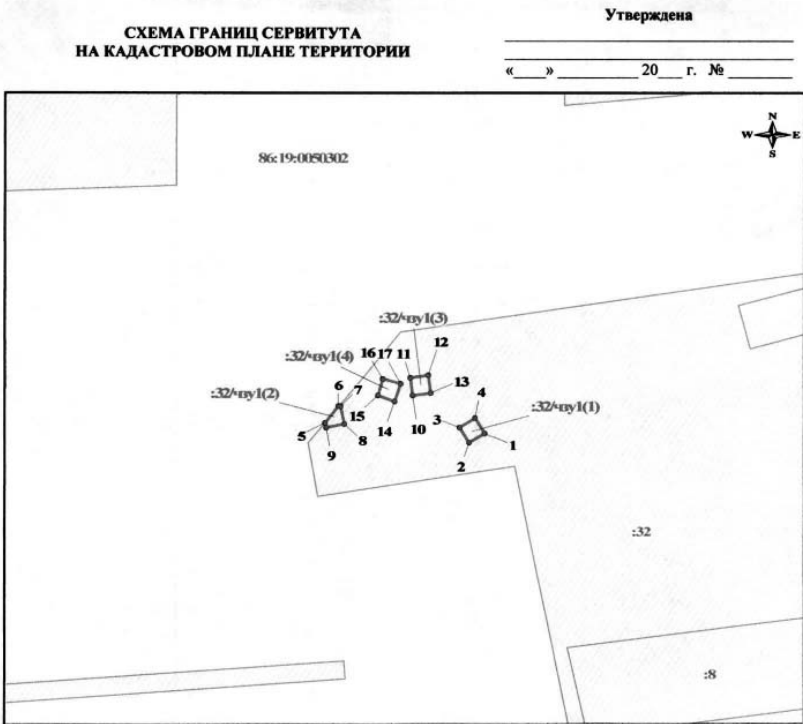 Утверждена
СХЕМА ГРАНИЦ СЕРВИТУТА
НА КАДАСТРОВОМ ПЛАНЕ ТЕРРИТОРИИ
«____» __________ 20___ г. № ________
N
W E
S
86:19:0050302
:32/чзу1(3)
:32/чзу1(4)
16 17 11 12
:32/чзу1(2)
6 7
13
4
:32/чзу1(1)
15
14
10
3
5
8
1
9
2
:32
:8